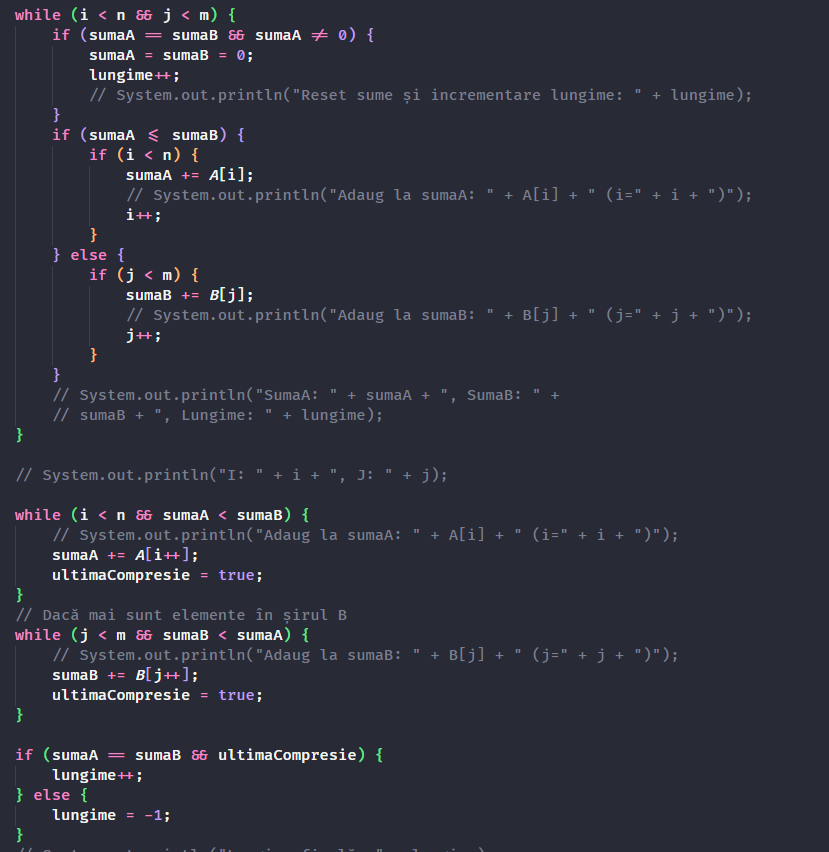 while (i < n && j < m) {
if (sumaA == sumaB && sumaA != 0) {
sumaA = sumaB = 0;
lungime++;
// System.out.println("Reset sume și incrementare lungime: " + lungime);
}
if (sumaA <= sumaB) {
if (i < n) {
sumaA += A[i];
// System.out.println("Adaug la sumaA: " + A[i] + " (i=" + i + ")");
i++;
}
} else {
if (j < m) {
sumaB += B[j];
// System.out.println("Adaug la sumaB: " + B[j] + " (j=" + j + ")");
j++;
}
}
// System.out.println("SumaA: " + sumaA + ", SumaB: " +
// sumaB + ", Lungime: " + lungime);
}
// System.out.println("I: " + i + ", J: " + j);
while (i < n && sumaA < sumaB) {
// System.out.println("Adaug la sumaA: " + A[i] + " (i=" + i + ")");
sumaA += A[i++];
ultimaCompresie = true;
}
// Dacă mai sunt elemente în șirul B
while (j < m && sumaB < sumaA) {
// System.out.println("Adaug la sumaB: " + B[j] + " (j=" + j + ")");
sumaB += B[j++];
ultimaCompresie = true;
}
if (sumaA == sumaB && ultimaCompresie) {
lungime++;
} else {
lungime = -1;
}